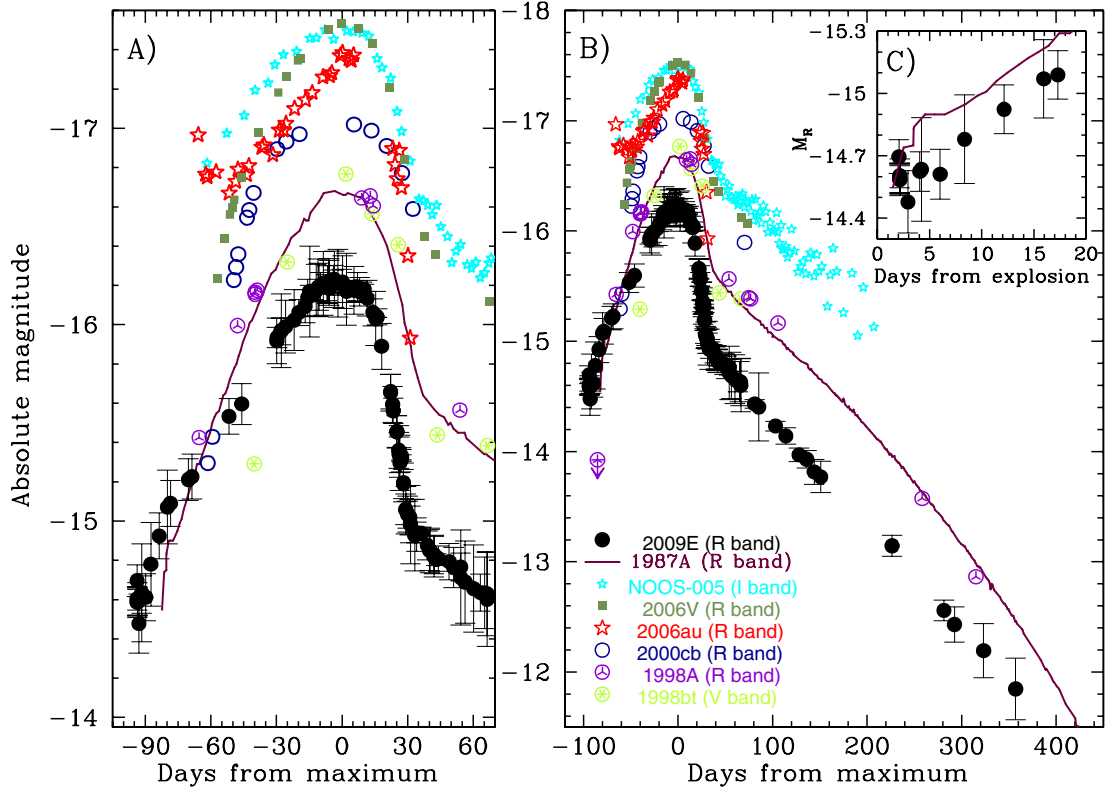 A)
-17
-16
-15
-14
-90
-60
-30
0
30
60
Days from maximum
Absolute magnitude
B)
-18
-17
-16
-15
-14
-13
-12
-100
0
100
200
300
400
Days from maximum
C)
-15.3
-15
-14.7
-14.4
M_R
0
5
10
15
20
Days from explosion
2009E (R band)
1987A (R band)
NOOS-005 (I band)
2006V (R band)
2006au (R band)
2000cb (R band)
1998A (R band)
1998bt (V band)